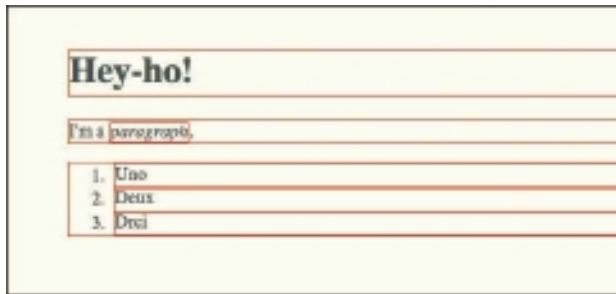 Hey-ho!
I'm a paragraph.
1. Uno
2. Deux
3. Drei